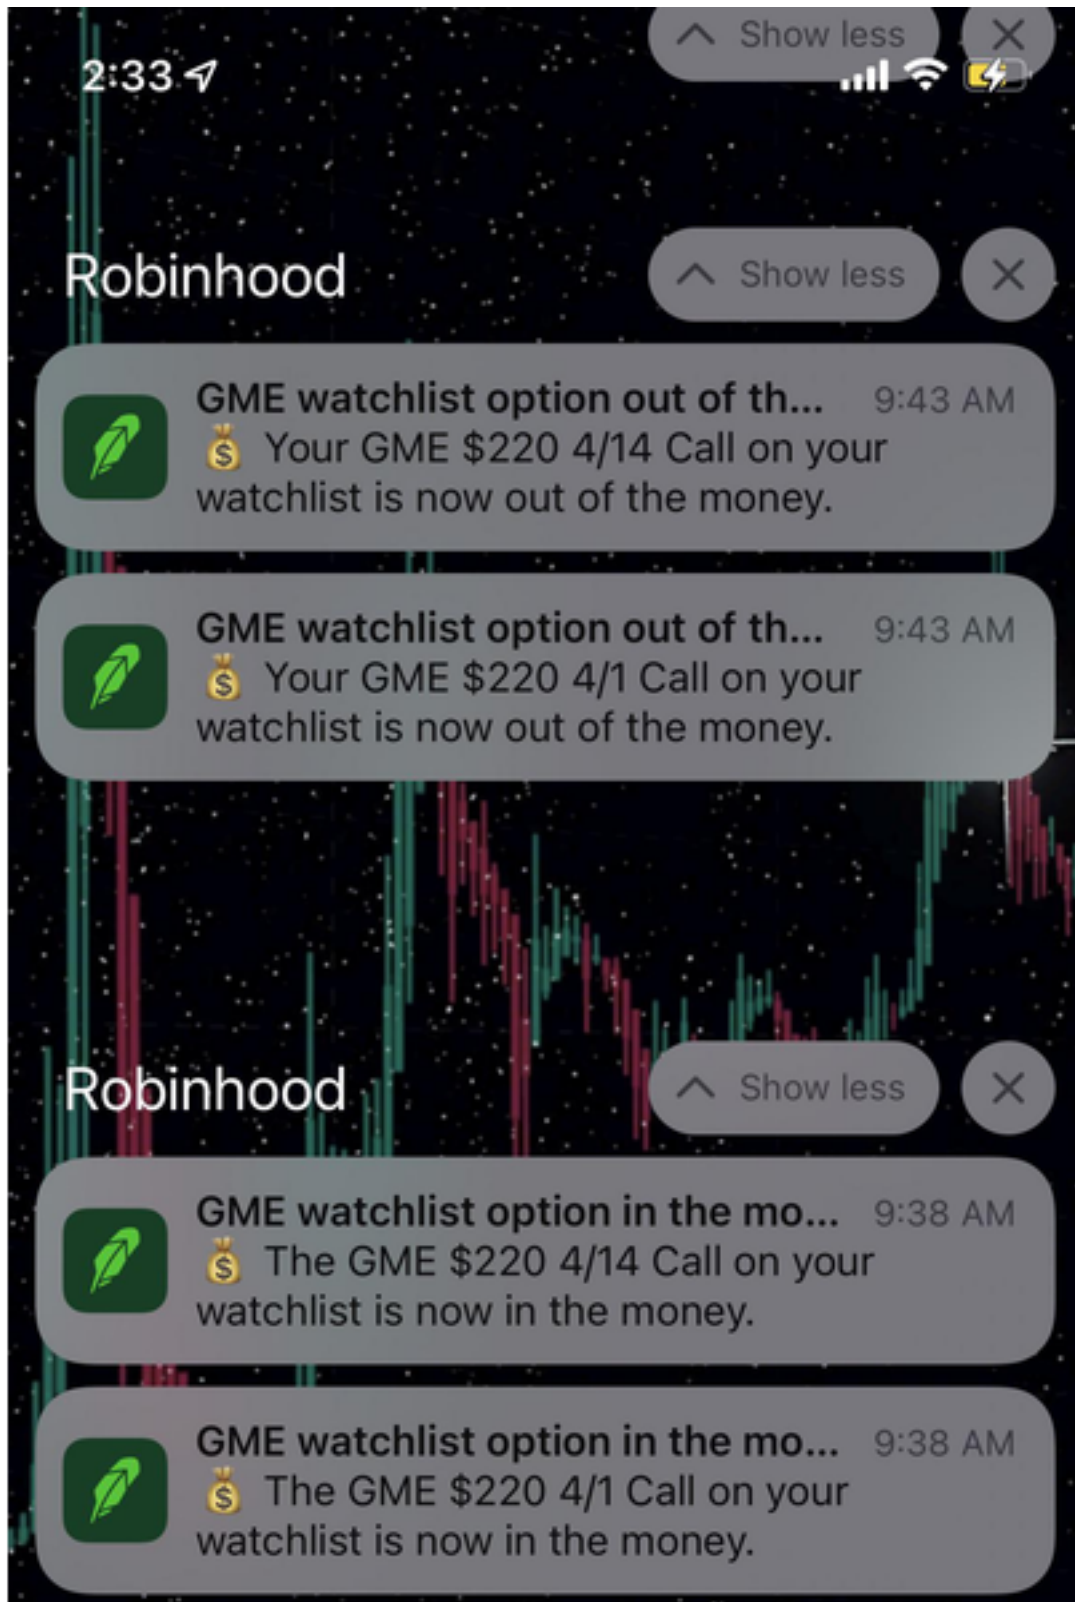 Show less
2:33
Robinhood
Show less
GME watchlist option out of th...
9:43 AM
💰 Your GME $220 4/14 Call on your
watchlist is now out of the money.
GME watchlist option out of th...
9:43 AM
💰 Your GME $220 4/1 Call on your
watchlist is now out of the money.
Robinhood
Show less
GME watchlist option in the mo...
9:38 AM
💰 The GME $220 4/14 Call on your
watchlist is now in the money.
GME watchlist option in the mo...
9:38 AM
💰 The GME $220 4/1 Call on your
watchlist is now in the money.